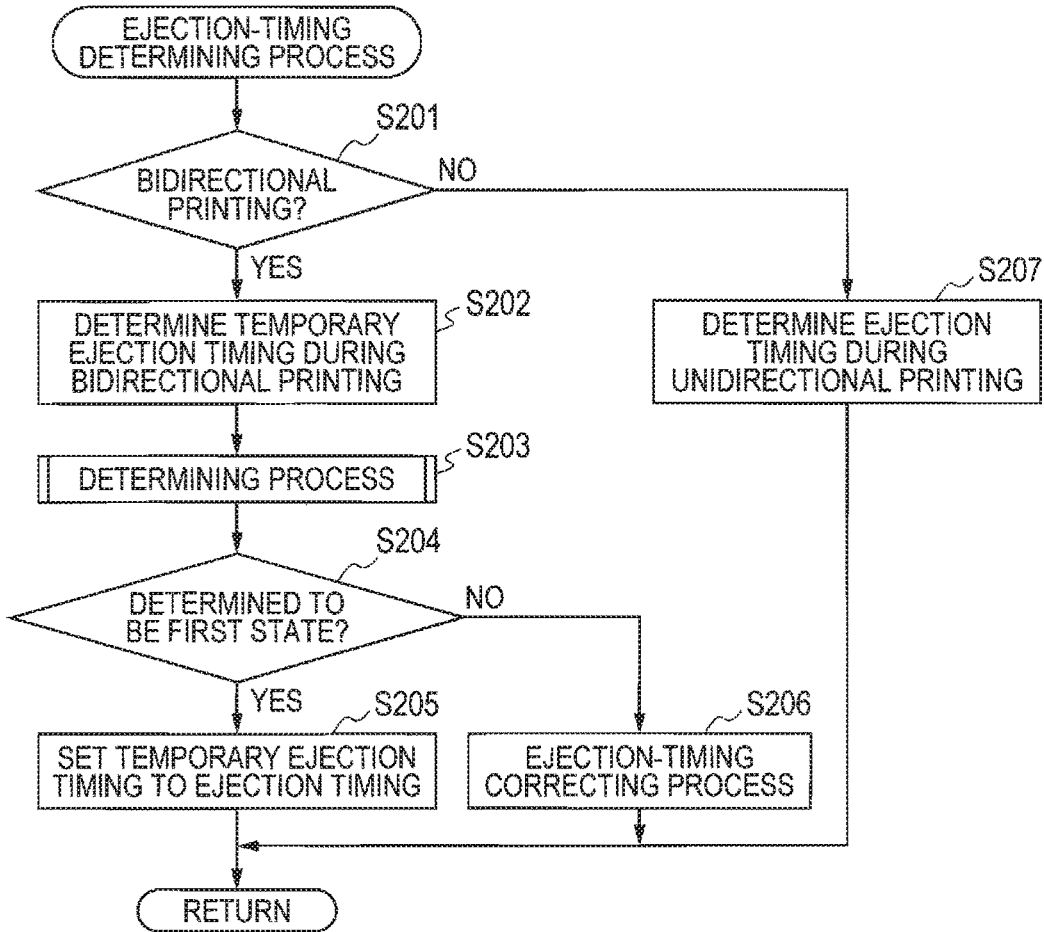 EJECTION-TIMING
DETERMINING PROCESS
S201
BIDIRECTIONAL
PRINTING?
NO
YES
S202
DETERMINE TEMPORARY
EJECTION TIMING DURING
BIDIRECTIONAL PRINTING
S207
DETERMINE EJECTION
TIMING DURING
UNIDIRECTIONAL PRINTING
S203
DETERMINING PROCESS
S204
DETERMINED TO
BE FIRST STATE?
NO
YES
S205
SET TEMPORARY EJECTION
TIMING TO EJECTION TIMING
S206
EJECTION-TIMING
CORRECTING PROCESS
RETURN